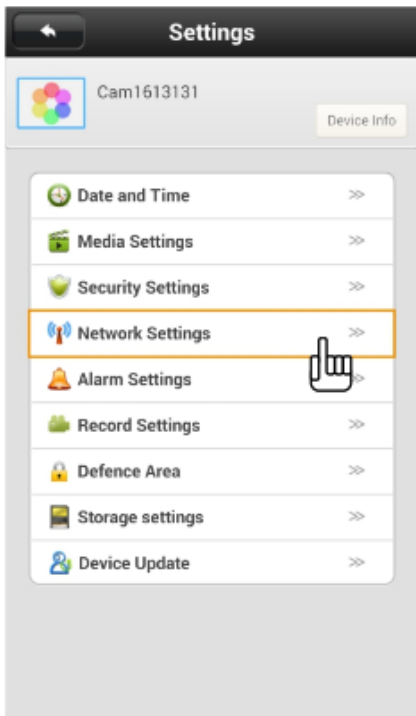 Settings
Cam1613131
Device Info
Date and Time
Media Settings
Security Settings
Network Settings
Alarm Settings
Record Settings
Defence Area
Storage settings
Device Update